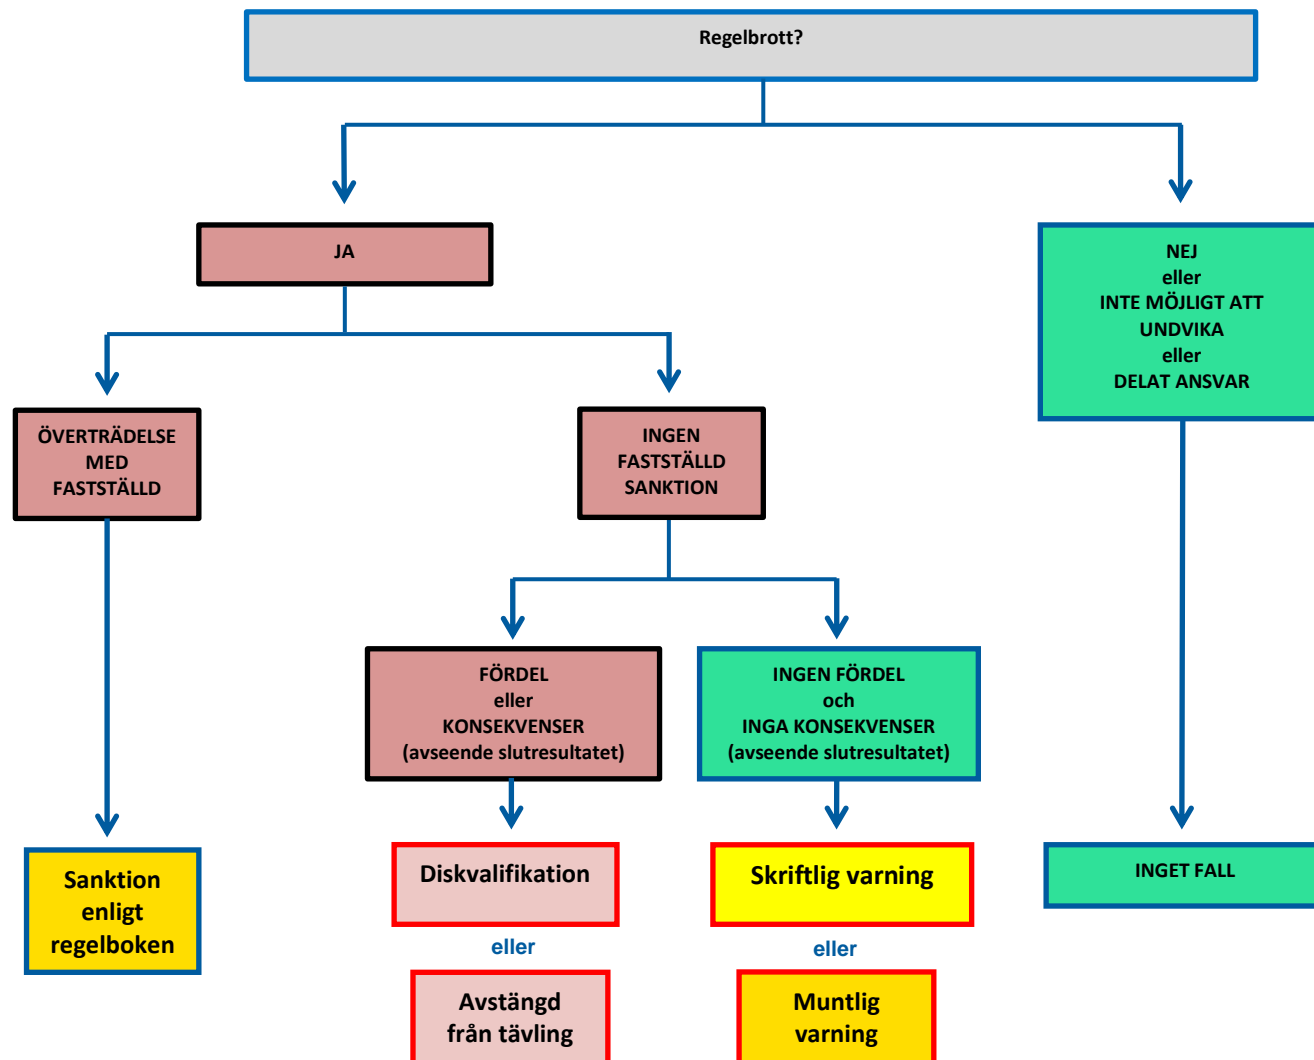 Regelbrott?
JA
NEJ
eller
INTE MÖJLIGT ATT
UNDVIKA
eller
DELAT ANSVAR
ÖVERTRÄDELSE
MED
FASTSTÄLLD
INGEN
FASTSTÄLLD
SANKTION
FÖRDEL
eller
KONSEKVENSER
(avseende slutresultatet)
INGEN FÖRDEL
och
INGA KONSEKVENSER
(avseende slutresultatet)
Sanktion
enligt
regelboken
Diskvalifikation
eller
Avstängd
från tävling
Skriftlig varning
eller
Muntlig
varning
INGET FALL